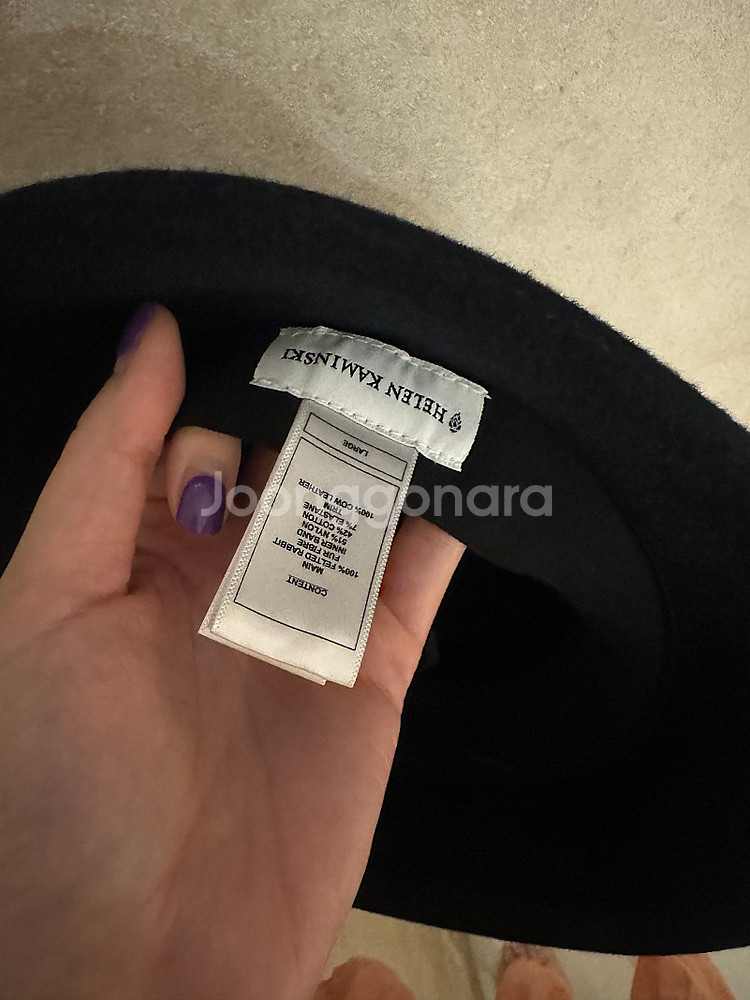 HELEN KAMINSKI
LARGE
CONTENT
MAIN
100% FELTED RABBIT
FUR FIBRE
INNER BAND
51% NYLON
42% COTTON
7% ELASTANE
TRIM
100% COW LEATHER
Joonggonara